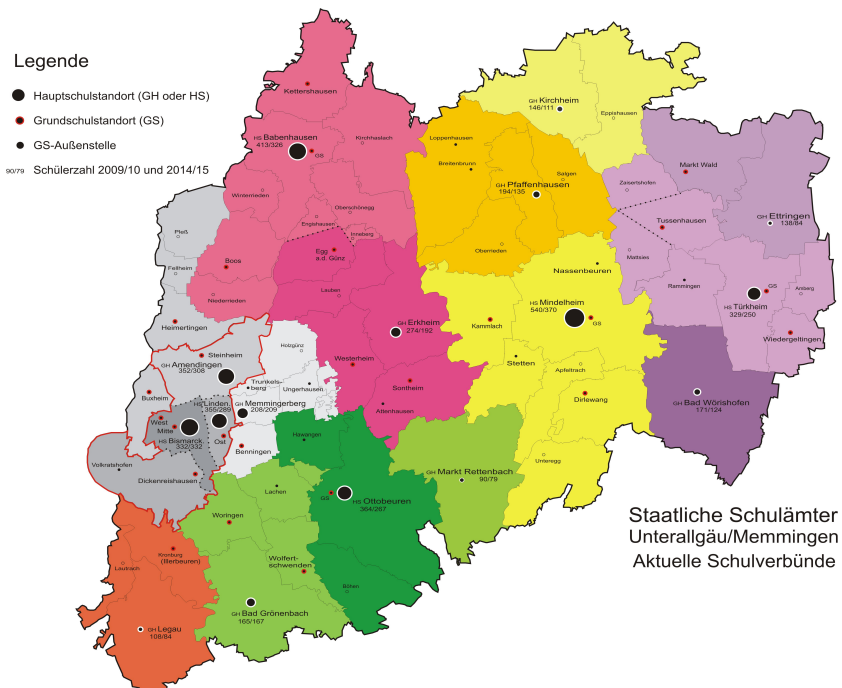 Legende
Hauptschulstandort (GH oder HS)
Grundschulstandort (GS)
GS-Außenstelle
90/79 Schülerzahl 2009/10 und 2014/15
Kettershausen
HS Babenhausen
413/326
GS
Kirchhaslach
Winterrieden
Oberschönegg
Engishausen
Inneberg
Boos
Niederrieden
Pleß
Fellheim
Heimertingen
Egg
a.d. Günz
Lauben
GH Erkheim
274/192
Westerheim
Sontheim
Attenhausen
Loppenhausen
Breitenbrunn
Salgen
GH Pfaffenhausen
194/135
Oberrieden
GH Kirchheim
146/111
Eppishausen
Markt Wald
Zaisertshofen
Tussenhausen
GH Ettringen
138/84
Mattsies
Rammingen
GS
Amberg
HS Türkheim
329/250
Wiedergeltingen
Nassenbeuren
HS Mindelheim
540/370
GS
Kammlach
Stetten
Apfeltrach
Dirlewang
Unteregg
GH Bad Wörishofen
171/124
Steinheim
GH Amendingen
352/308
Buxheim
Holzgünz
Trunkels-
berg
Ungerhausen
HS Linden.
355/289
GH Memmingerberg
208/209
West
Mitte
HS Bismarck.
332/332
Ost
Benningen
Volkratshofen
Dickenreishausen
Hawangen
Lachen
GS
HS Ottobeuren
364/267
GH Markt Rettenbach
90/79
Woringen
Wolfert-
schwenden
Böhen
Kronburg
(Illerbeuren)
Lautrach
GH Legau
108/84
GH Bad Grönenbach
165/167
Staatliche Schulämter
Unterallgäu/Memmingen
Aktuelle Schulverbünde